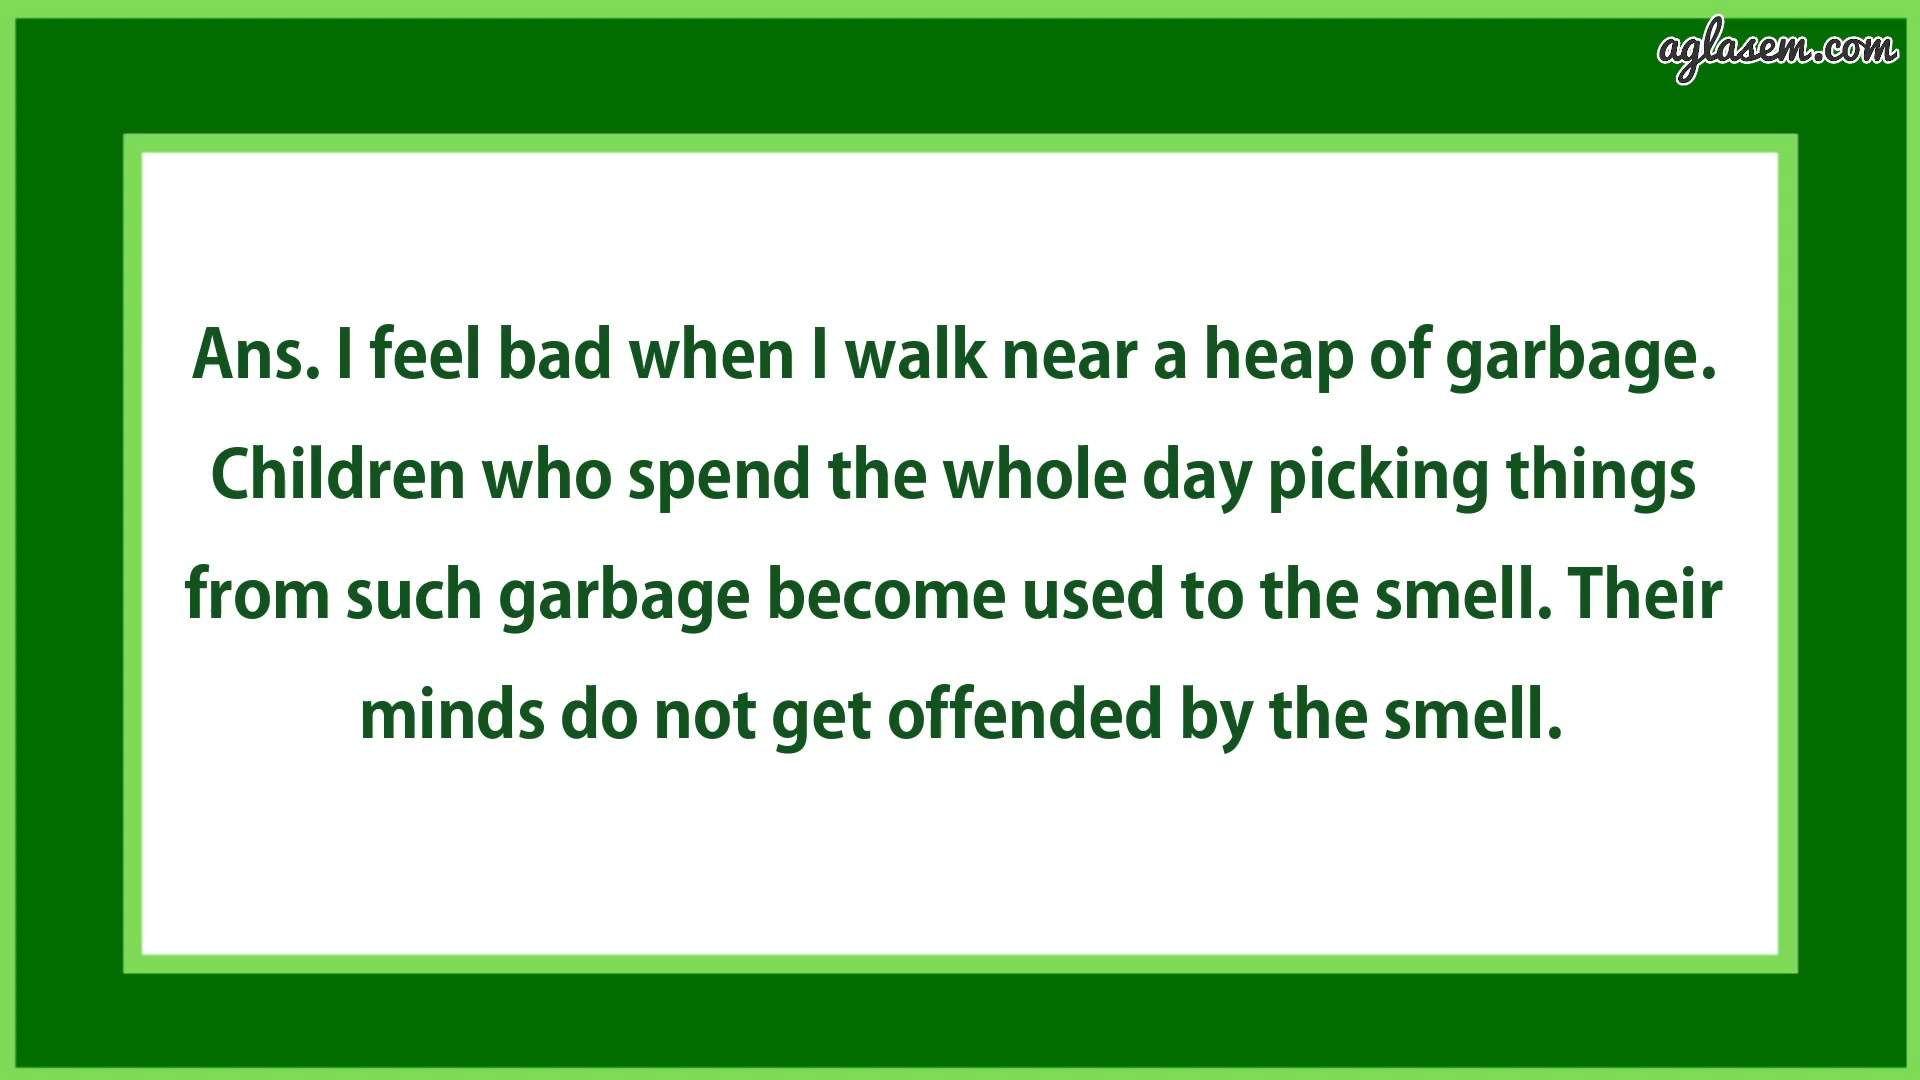 aglasem.com
Ans. I feel bad when I walk near a heap of garbage.
Children who spend the whole day picking things
from such garbage become used to the smell. Their
minds do not get offended by the smell.